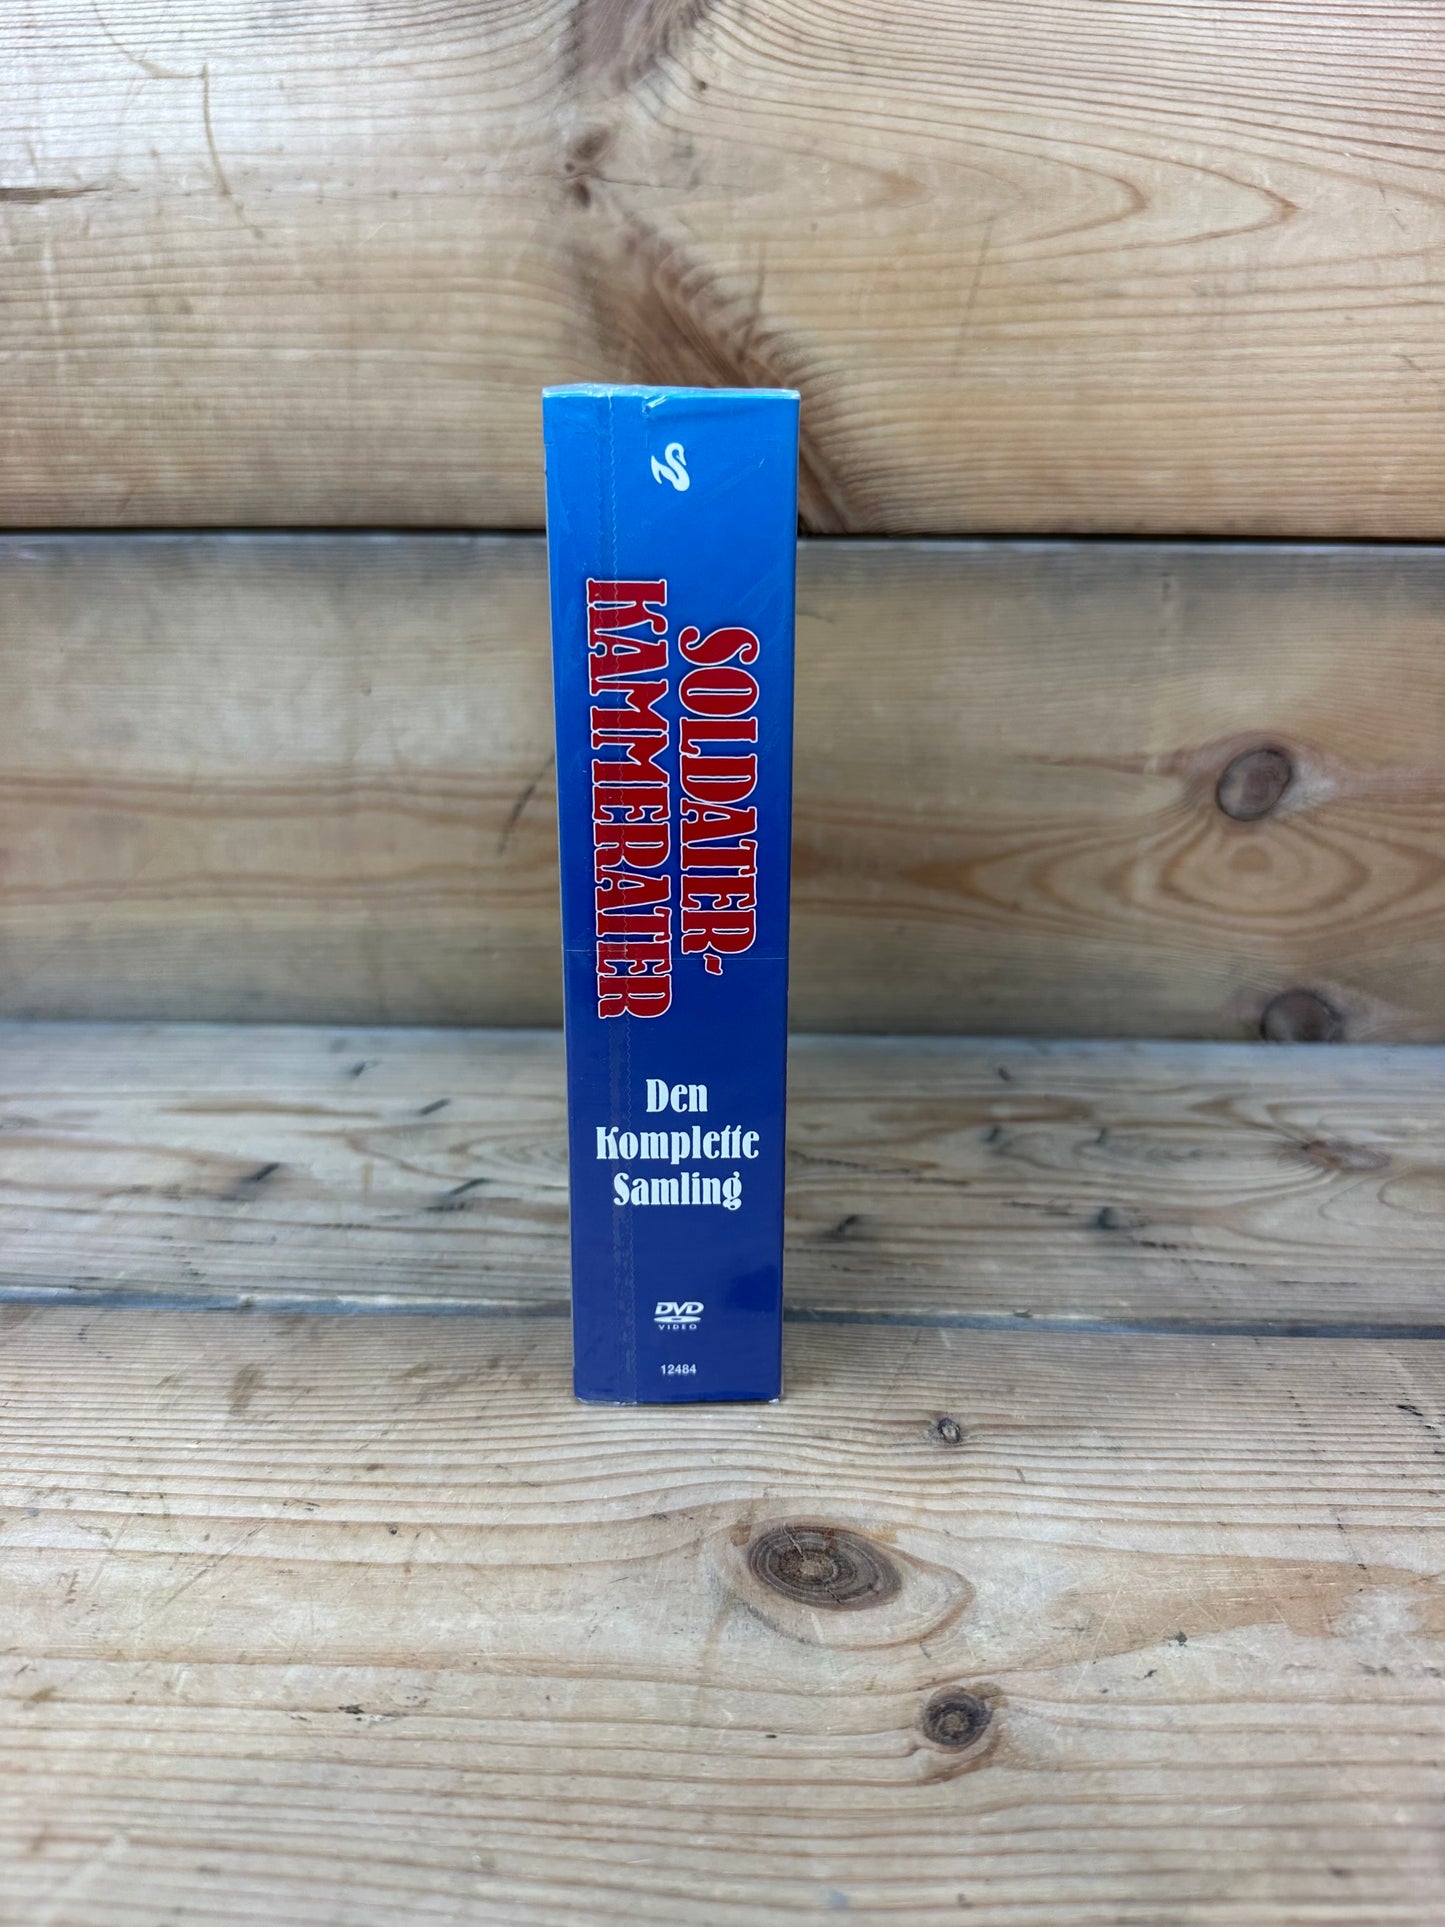 SOLDATER-
KAMMERATER
Den
Komplette
Samling
DVD
VIDEO
12484